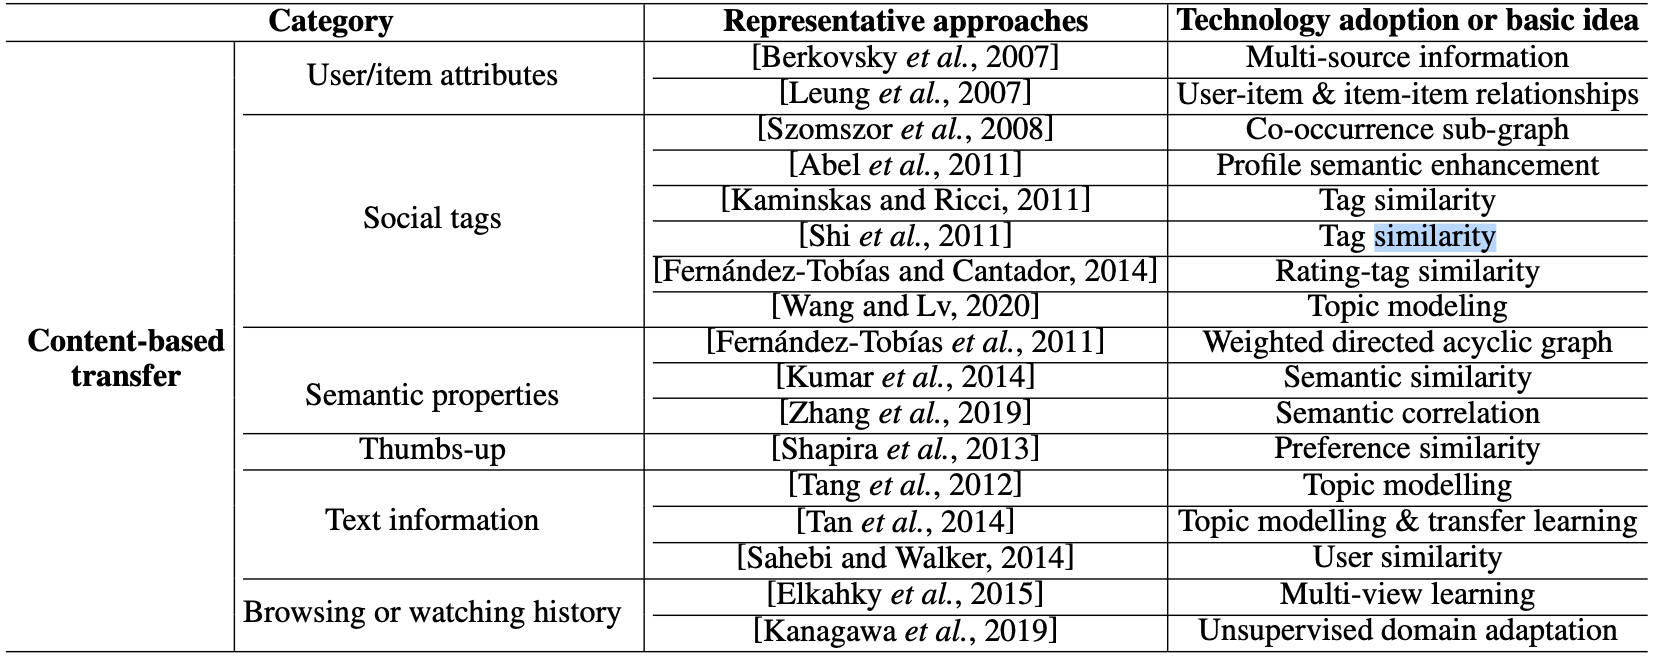 Category Representative approaches Technology adoption or basic idea
Content-based transfer
User/item attributes
[Berkovsky et al., 2007] Multi-source information
[Leung et al., 2007] User-item & item-item relationships
Social tags
[Szomszor et al., 2008] Co-occurrence sub-graph
[Abel et al., 2011] Profile semantic enhancement
[Kaminskas and Ricci, 2011] Tag similarity
[Shi et al., 2011] Tag similarity
[Fernández-Tobías and Cantador, 2014] Rating-tag similarity
[Wang and Lv, 2020] Topic modeling
Semantic properties
[Fernández-Tobías et al., 2011] Weighted directed acyclic graph
[Kumar et al., 2014] Semantic similarity
[Zhang et al., 2019] Semantic correlation
Thumbs-up [Shapira et al., 2013] Preference similarity
Text information
[Tang et al., 2012] Topic modelling
[Tan et al., 2014] Topic modelling & transfer learning
[Sahebi and Walker, 2014] User similarity
Browsing or watching history
[Elkahky et al., 2015] Multi-view learning
[Kanagawa et al., 2019] Unsupervised domain adaptation